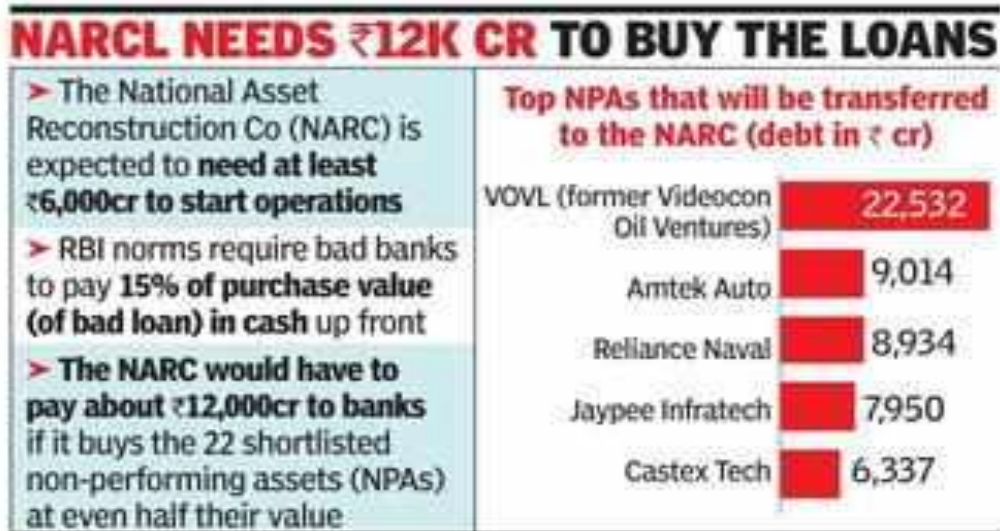 NARCL NEEDS ₹12K CR TO BUY THE LOANS
➤ The National Asset
Reconstruction Co (NARC) is
expected to need at least
₹6,000cr to start operations
➤ RBI norms require bad banks
to pay 15% of purchase value
(of bad loan) in cash up front
➤ The NARC would have to
pay about ₹12,000cr to banks
if it buys the 22 shortlisted
non-performing assets (NPAs)
at even half their value
Top NPAs that will be transferred
to the NARC (debt in ₹ cr)
VOVL (former Videocon
Oil Ventures)
22,532
Amtek Auto
9,014
Reliance Naval
8,934
Jaypee Infratech
7,950
Castex Tech
6,337